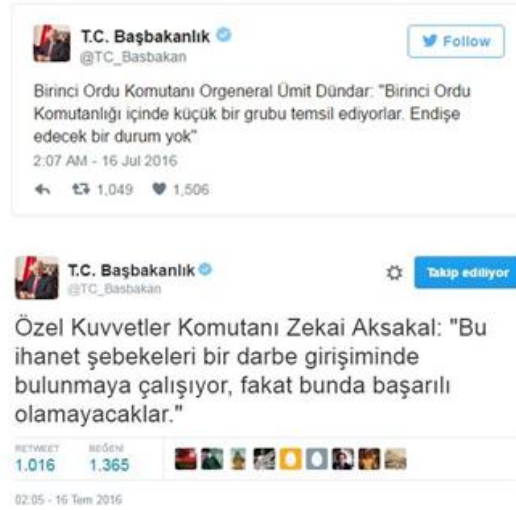 T.C. Başbakanlık
Follow
@TC_Basbakan
Birinci Ordu Komutanı Orgeneral Ümit Dündar: "Birinci Ordu
Komutanlığı içinde küçük bir grubu temsil ediyorlar. Endişe
edecek bir durum yok"
2:07 AM - 16 Jul 2016
1,049 1,506
T.C. Başbakanlık
Takip ediliyor
@TC_Basbakan
Özel Kuvvetler Komutanı Zekai Aksakal: "Bu
ihanet şebekeleri bir darbe girişiminde
bulunmaya çalışıyor, fakat bunda başarılı
olamayacaklar."
RETWEET BEĞENİ
1.016 1.365
02:05 - 16 Tem 2016